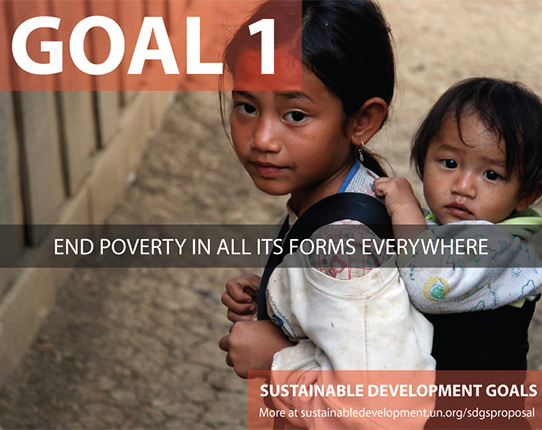 GOAL 1
END POVERTY IN ALL ITS FORMS EVERYWHERE
SUSTAINABLE DEVELOPMENT GOALS
More at sustainabledevelopment.un.org/sdgsproposal